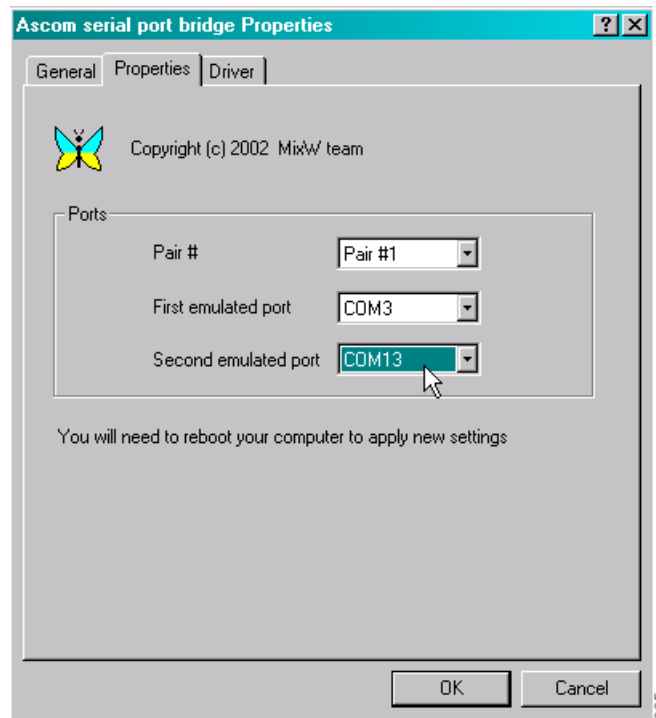 Ascom serial port bridge Properties
General Properties Driver
Copyright (c) 2002 MixW team
Ports
Pair # Pair #1
First emulated port COM3
Second emulated port COM13
You will need to reboot your computer to apply new settings
OK Cancel